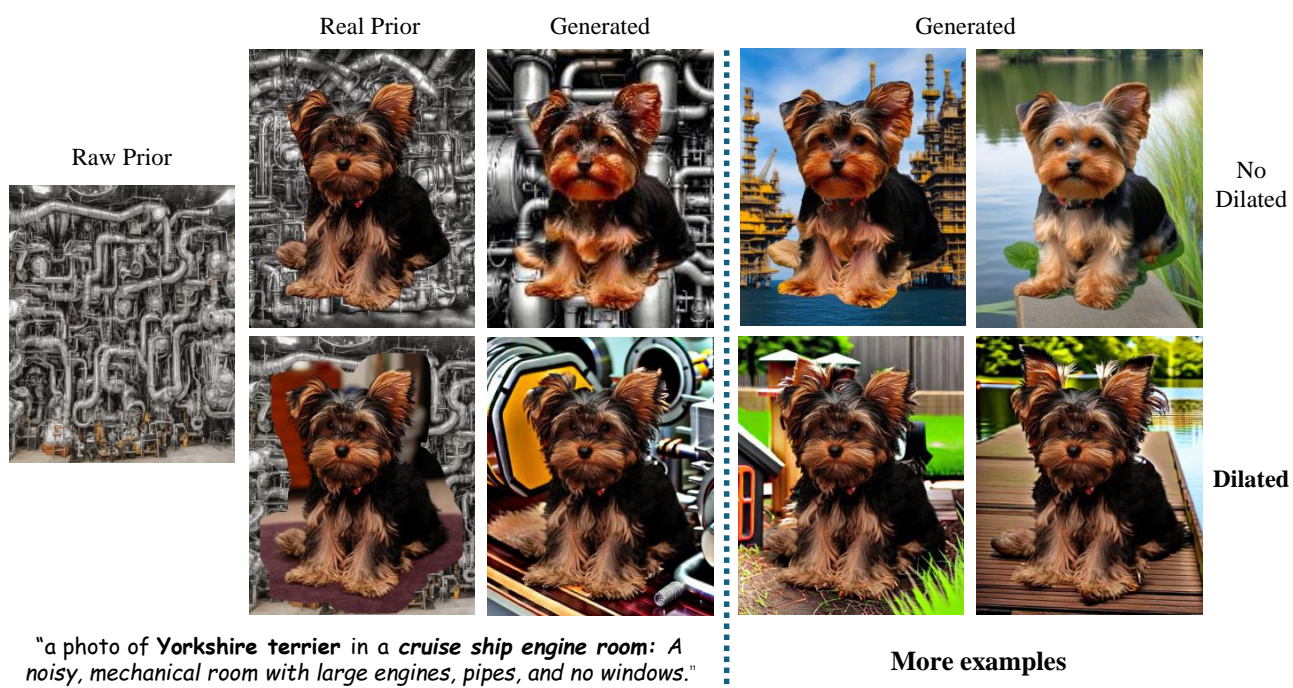 Real Prior
Generated
Generated
Raw Prior
No
Dilated
Dilated
“a photo of Yorkshire terrier in a cruise ship engine room: A
noisy, mechanical room with large engines, pipes, and no windows.”
More examples